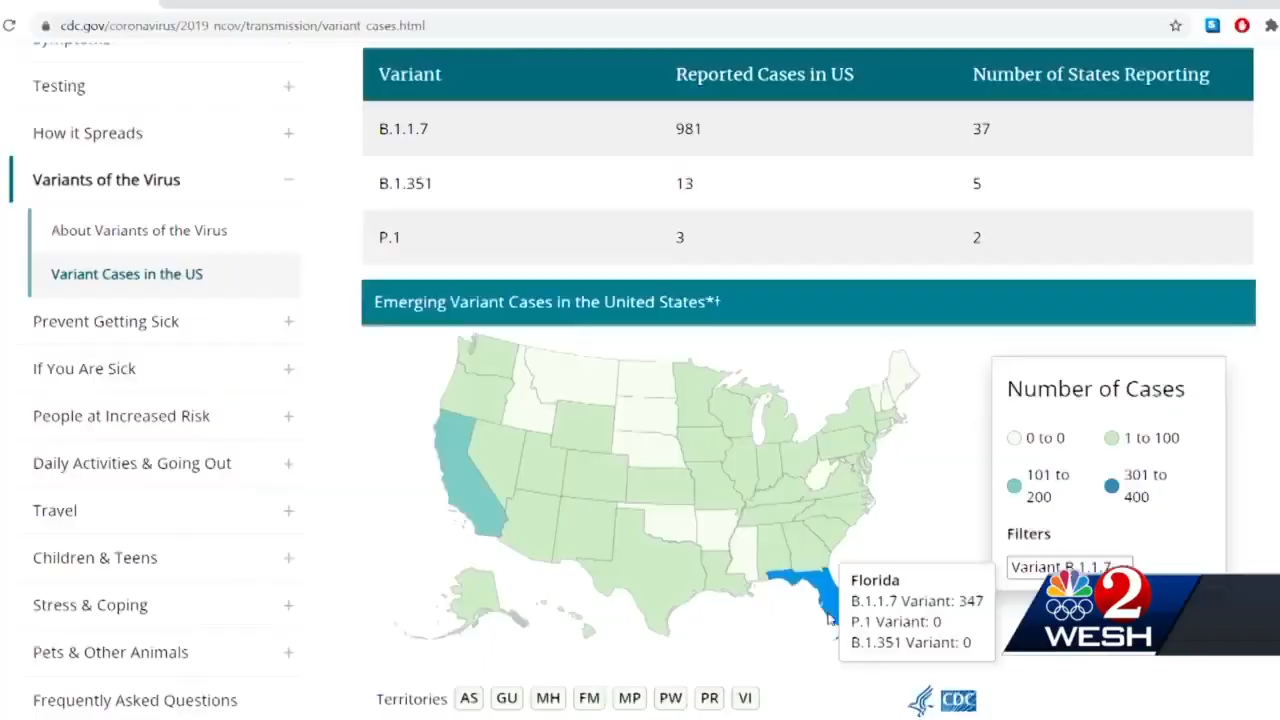 cdc.gov/coronavirus/2019 ncov/transmission/variant cases.html
Symptoms
Testing
How it Spreads
Variants of the Virus
About Variants of the Virus
Variant Cases in the US
Prevent Getting Sick
If You Are Sick
People at Increased Risk
Daily Activities & Going Out
Travel
Children & Teens
Stress & Coping
Pets & Other Animals
Frequently Asked Questions
Variant Reported Cases in US Number of States Reporting
B.1.1.7 981 37
B.1.351 13 5
P.1 3 2
Emerging Variant Cases in the United States*†
Number of Cases
0 to 0 1 to 100
101 to 200 301 to 400
Filters
Variant B.1.1.7
Florida
B.1.1.7 Variant: 347
P.1 Variant: 0
B.1.351 Variant: 0
2
WESH
Territories AS GU MH FM MP PW PR VI
CDC